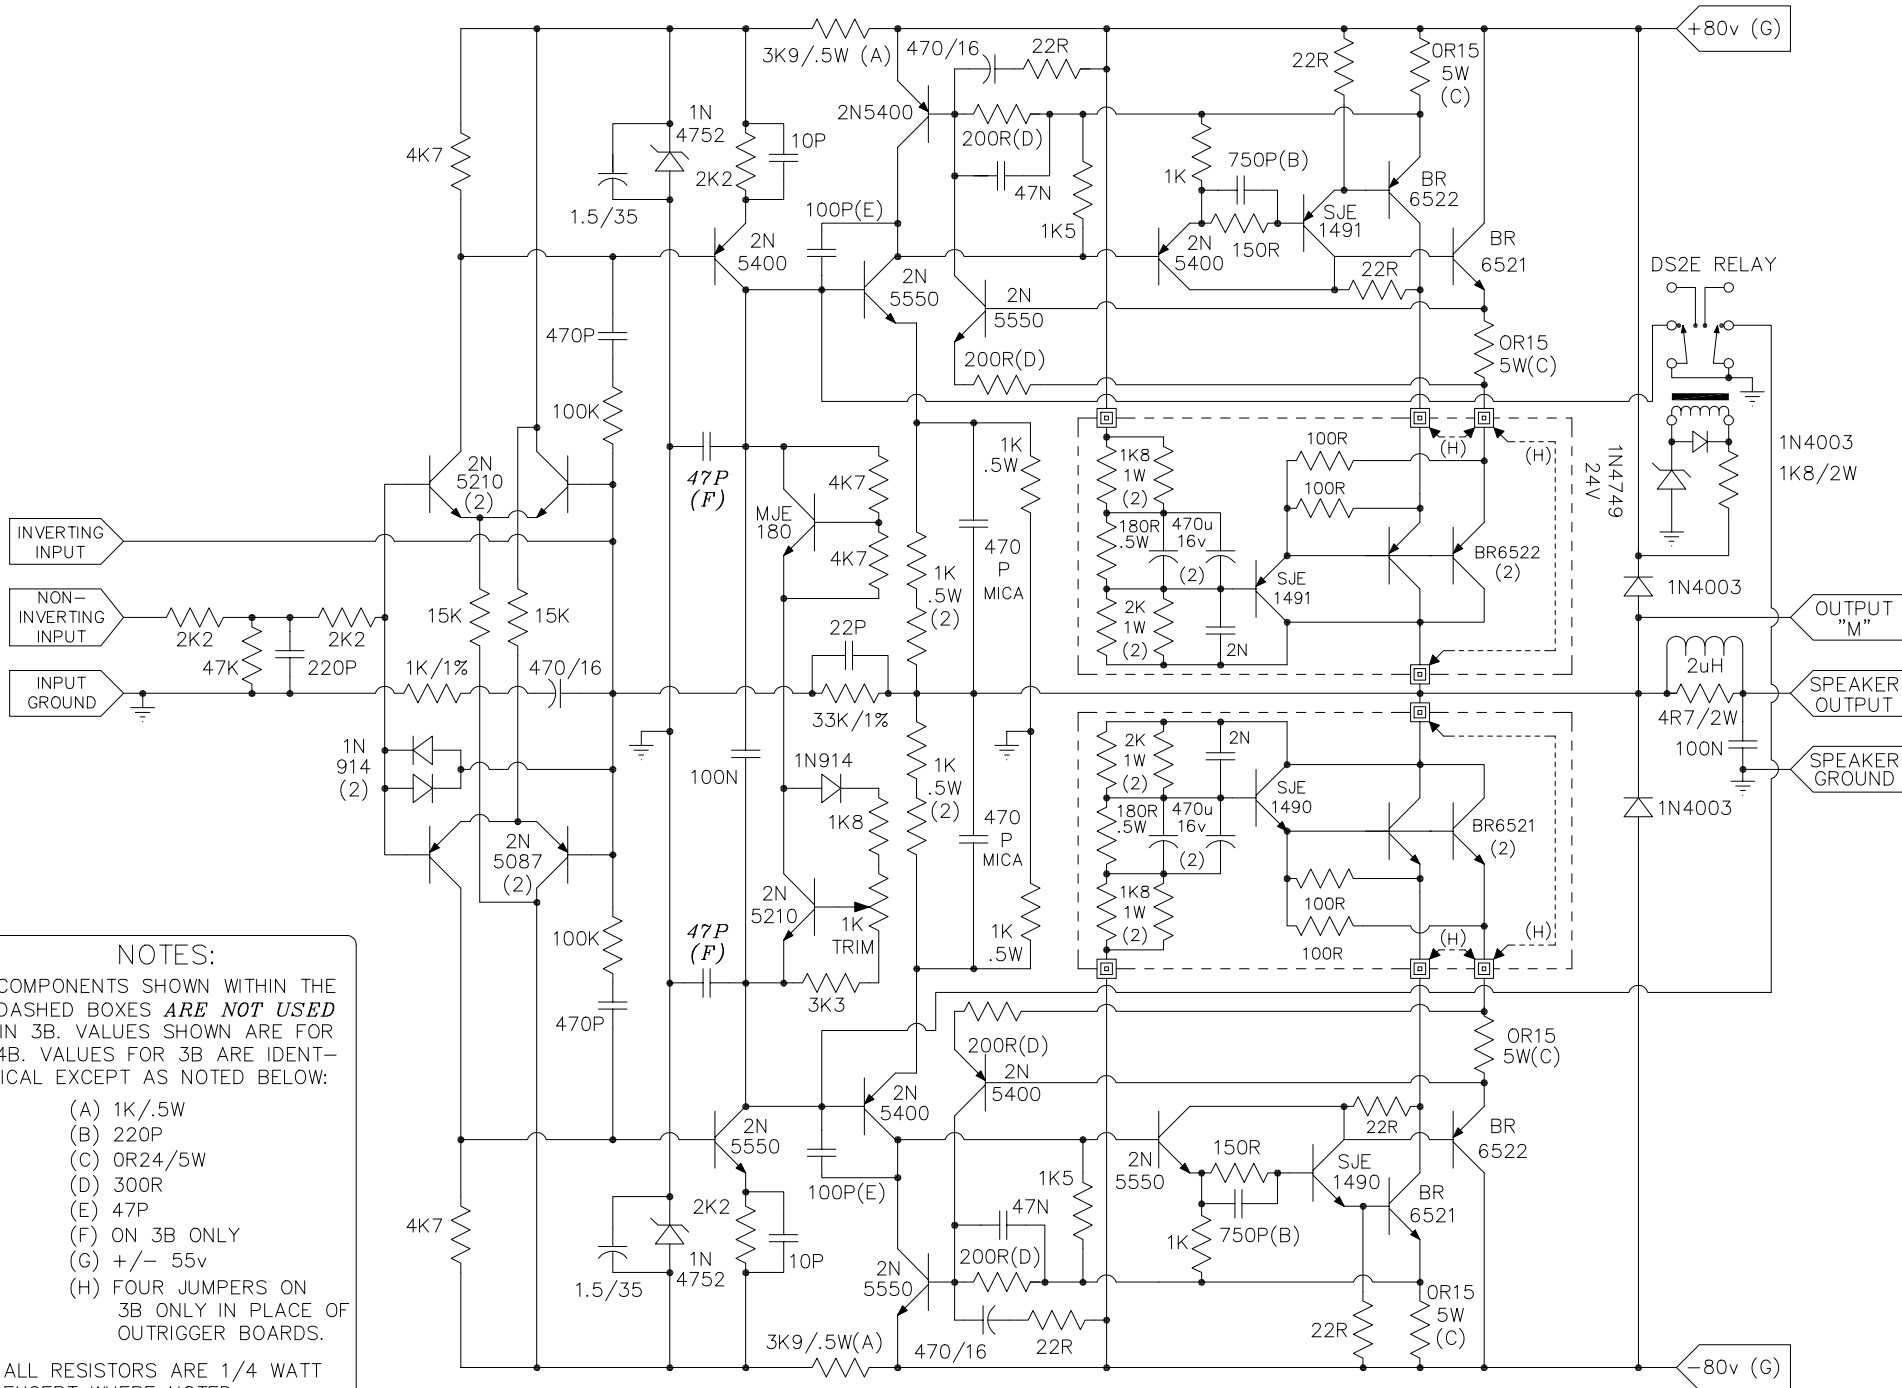 +80v (G)
3K9/.5W (A)
470/16
22R
22R
0R15
5W
(C)
1N
4752
10P
2N5400
200R(D)
4K7
2K2
750P(B)
47N
1K
BR
6522
1.5/35
100P(E)
SJE
1491
1K5
2N
5400
2N
5400
150R
BR
6521
22R
DS2E RELAY
2N
5550
2N
5550
470P
200R(D)
0R15
5W(C)
100K
1N4003
1K8/2W
1N4749
24V
2N
5210
(2)
47P
(F)
4K7
1K
.5W
1K8
1W
(2)
100R
(H)
(H)
100R
MJE
180
180R
.5W
470u
16v
(2)
INVERTING
INPUT
4K7
470
P
MICA
1K
.5W
(2)
BR6522
(2)
SJE
1491
1N4003
NON-
INVERTING
INPUT
2K2
2K2
47K
220P
15K
15K
22P
2K
1W
(2)
2N
OUTPUT
"M"
INPUT
GROUND
1K/1%
470/16
33K/1%
2uH
4R7/2W
SPEAKER
OUTPUT
100N
SPEAKER
GROUND
1N
914
(2)
100N
1N914
1K
.5W
(2)
2K
1W
(2)
2N
SJE
1490
1N4003
1K8
470
P
MICA
180R
.5W
470u
16v
(2)
BR6521
(2)
2N
5087
(2)
2N
5210
1K
TRIM
1K8
1W
(2)
100R
100R
(H)
(H)
100K
47P
(F)
1K
.5W
3K3
470P
200R(D)
2N
5400
0R15
5W(C)
2N
5400
2N
5550
22R
BR
6522
100P(E)
2N
5550
150R
SJE
1490
1K5
750P(B)
BR
6521
2K2
4K7
47N
1K
1N
4752
10P
200R(D)
1.5/35
2N
5550
0R15
5W
(C)
22R
3K9/.5W(A)
470/16
22R
-80v (G)
NOTES:
COMPONENTS SHOWN WITHIN THE
DASHED BOXES ARE NOT USED
IN 3B. VALUES SHOWN ARE FOR
4B. VALUES FOR 3B ARE IDENT-
ICAL EXCEPT AS NOTED BELOW:
(A) 1K/.5W
(B) 220P
(C) 0R24/5W
(D) 300R
(E) 47P
(F) ON 3B ONLY
(G) +/- 55v
(H) FOUR JUMPERS ON
3B ONLY IN PLACE OF
OUTRIGGER BOARDS.
ALL RESISTORS ARE 1/4 WATT
EXCEPT WHERE NOTED